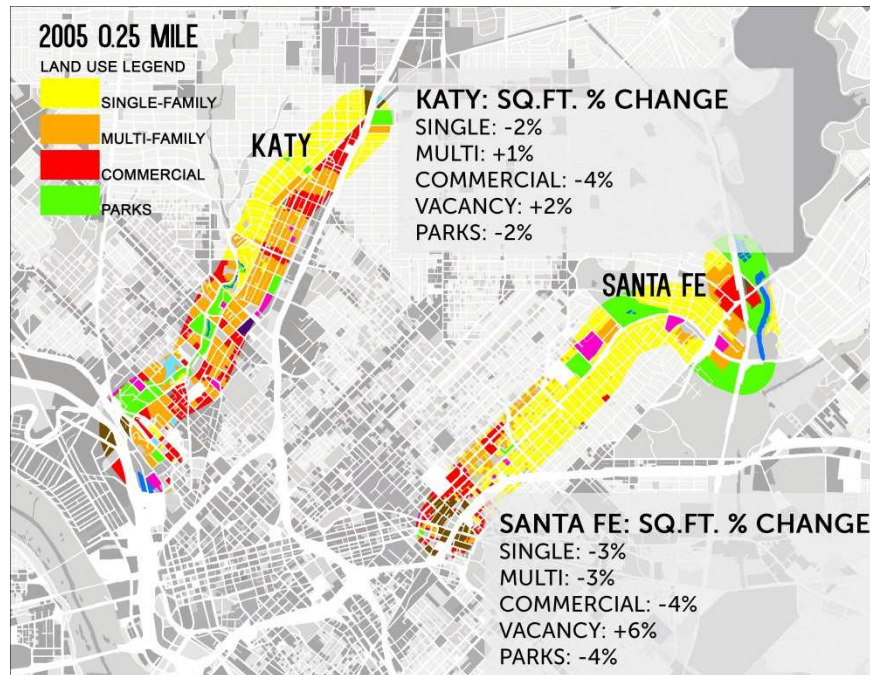 2005 0.25 MILE
LAND USE LEGEND
SINGLE-FAMILY
MULTI-FAMILY
COMMERCIAL
PARKS
KATY
KATY: SQ.FT. % CHANGE
SINGLE: -2%
MULTI: +1%
COMMERCIAL: -4%
VACANCY: +2%
PARKS: -2%
SANTA FE
SANTA FE: SQ.FT. % CHANGE
SINGLE: -3%
MULTI: -3%
COMMERCIAL: -4%
VACANCY: +6%
PARKS: -4%